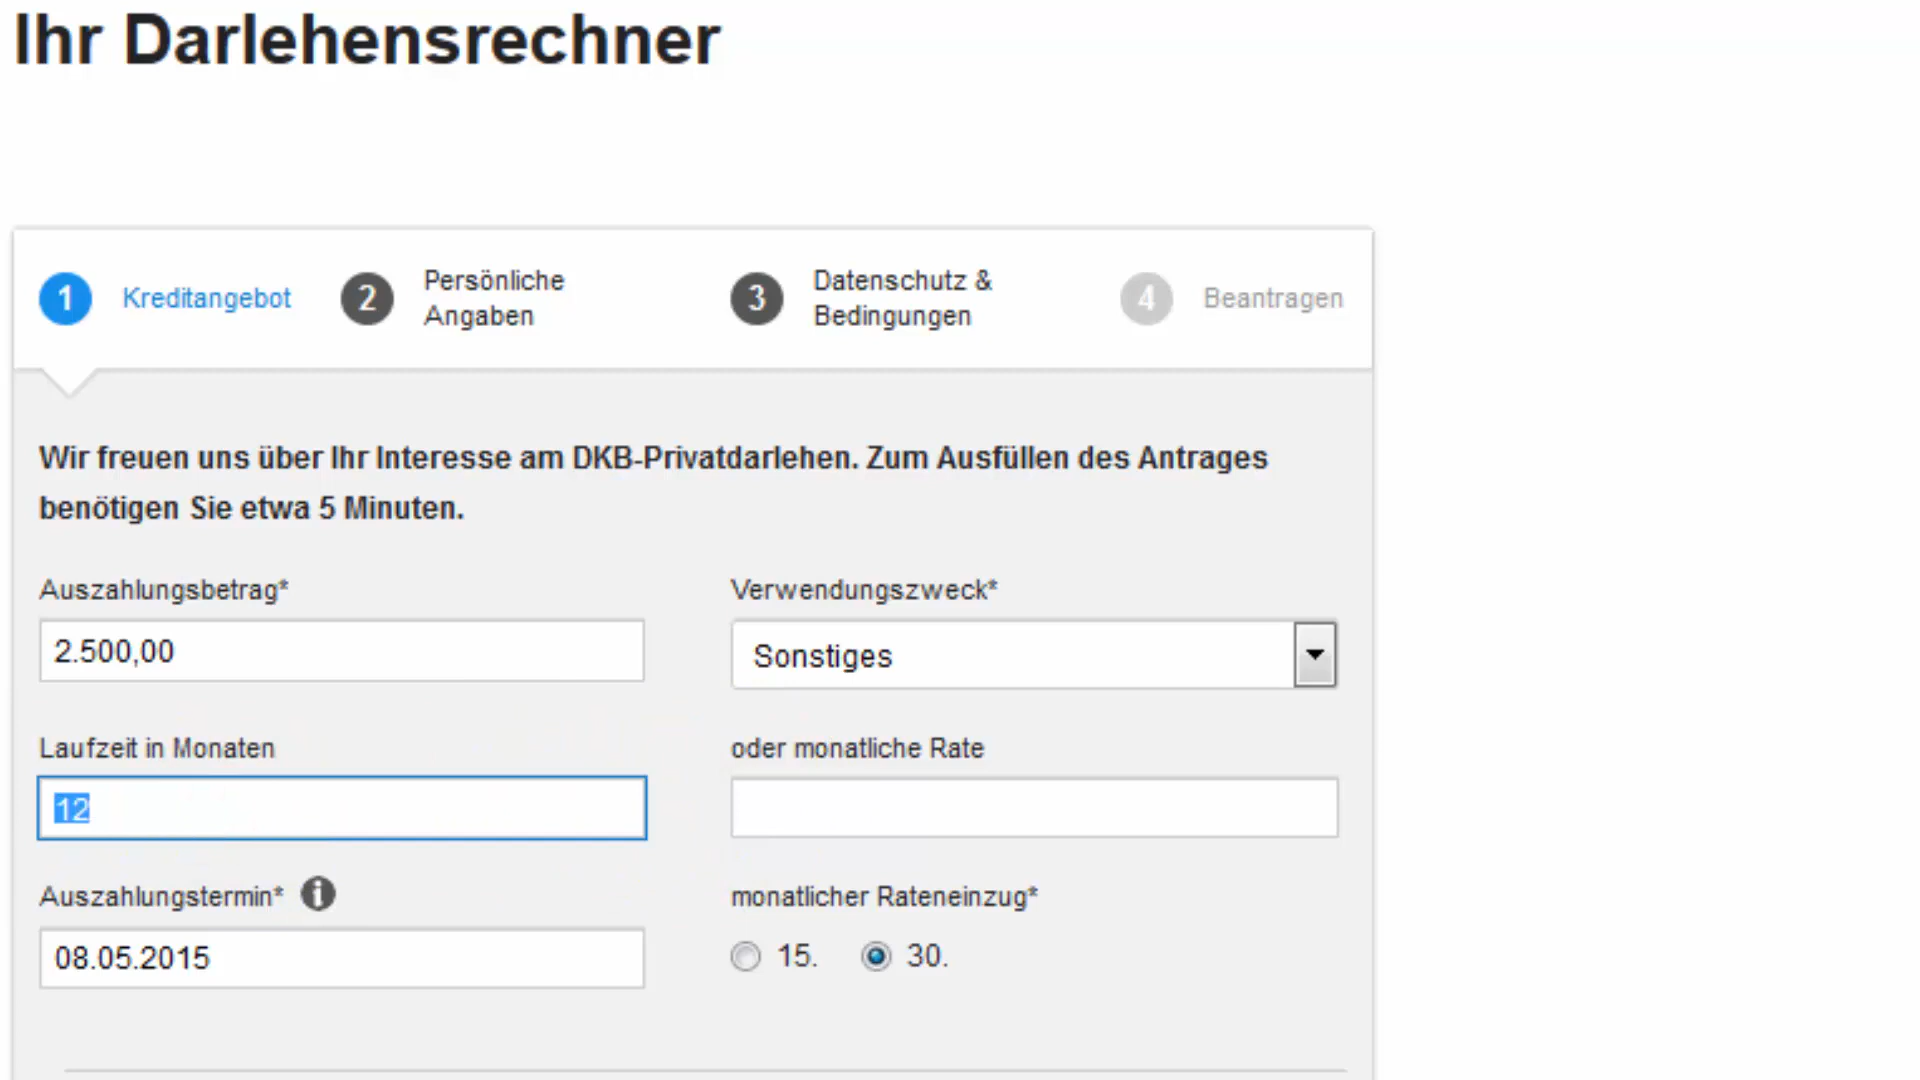 Ihr Darlehensrechner
1 Kreditangebot
2 Persönliche
Angaben
3 Datenschutz &
Bedingungen
4 Beantragen
Wir freuen uns über Ihr Interesse am DKB-Privatdarlehen. Zum Ausfüllen des Antrages
benötigen Sie etwa 5 Minuten.
Auszahlungsbetrag*
2.500,00
Verwendungszweck*
Sonstiges
Laufzeit in Monaten
12
oder monatliche Rate
Auszahlungstermin* i
08.05.2015
monatlicher Rateneinzug*
15. 30.